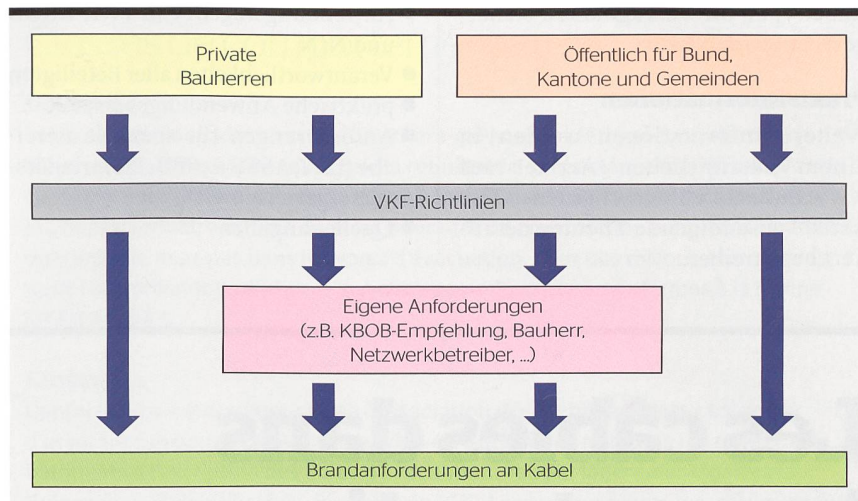 Private
Bauherren
Öffentlich für Bund,
Kantone und Gemeinden
VKF-Richtlinien
Eigene Anforderungen
(z.B. KBOB-Empfehlung, Bauherr,
Netzwerkbetreiber, ...)
Brandanforderungen an Kabel